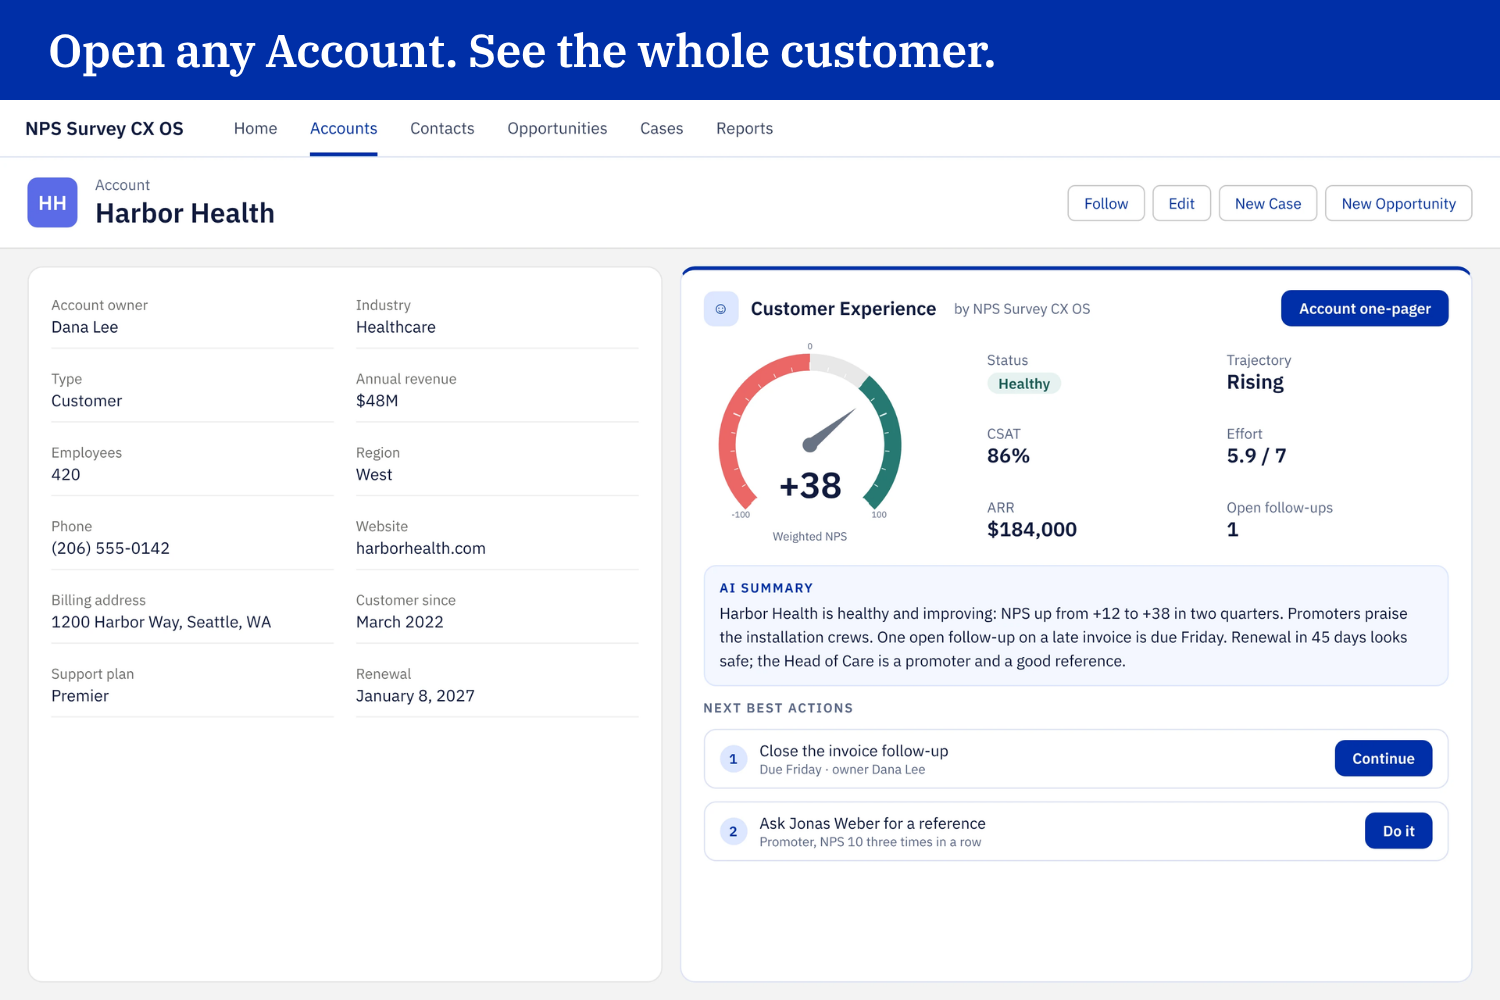 Open any Account. See the whole customer.
NPS Survey CX OS
Home
Accounts
Contacts
Opportunities
Cases
Reports
HH
Account
Harbor Health
Follow
Edit
New Case
New Opportunity
Account owner
Dana Lee
Industry
Healthcare
Type
Customer
Annual revenue
$48M
Employees
420
Region
West
Phone
(206) 555-0142
Website
harborhealth.com
Billing address
1200 Harbor Way, Seattle, WA
Customer since
March 2022
Support plan
Premier
Renewal
January 8, 2027
Customer Experience
by NPS Survey CX OS
Account one-pager
0
-100
100
+38
Weighted NPS
Status
Healthy
Trajectory
Rising
CSAT
86%
Effort
5.9 / 7
ARR
$184,000
Open follow-ups
1
AI SUMMARY
Harbor Health is healthy and improving: NPS up from +12 to +38 in two quarters. Promoters praise
the installation crews. One open follow-up on a late invoice is due Friday. Renewal in 45 days looks
safe; the Head of Care is a promoter and a good reference.
NEXT BEST ACTIONS
1
Close the invoice follow-up
Due Friday · owner Dana Lee
Continue
2
Ask Jonas Weber for a reference
Promoter, NPS 10 three times in a row
Do it